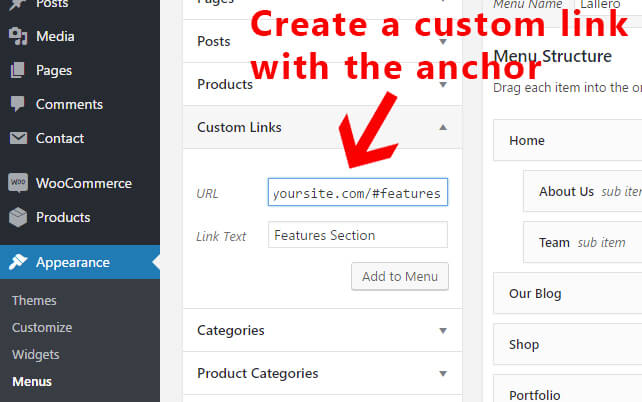 Posts
Media
Pages
Comments
Contact
WOO
WooCommerce
Products
Appearance
Themes
Customize
Widgets
Menus
Pages
Posts
Products
Custom Links
URL
yoursite.com/#features
Link Text
Features Section
Add to Menu
Categories
Product Categories
Create a custom link
with the anchor
Menu Name
Lallero
Menu Structure
Drag each item into the or
Home
About Us sub item
Team sub item
Our Blog
Shop
Portfolio